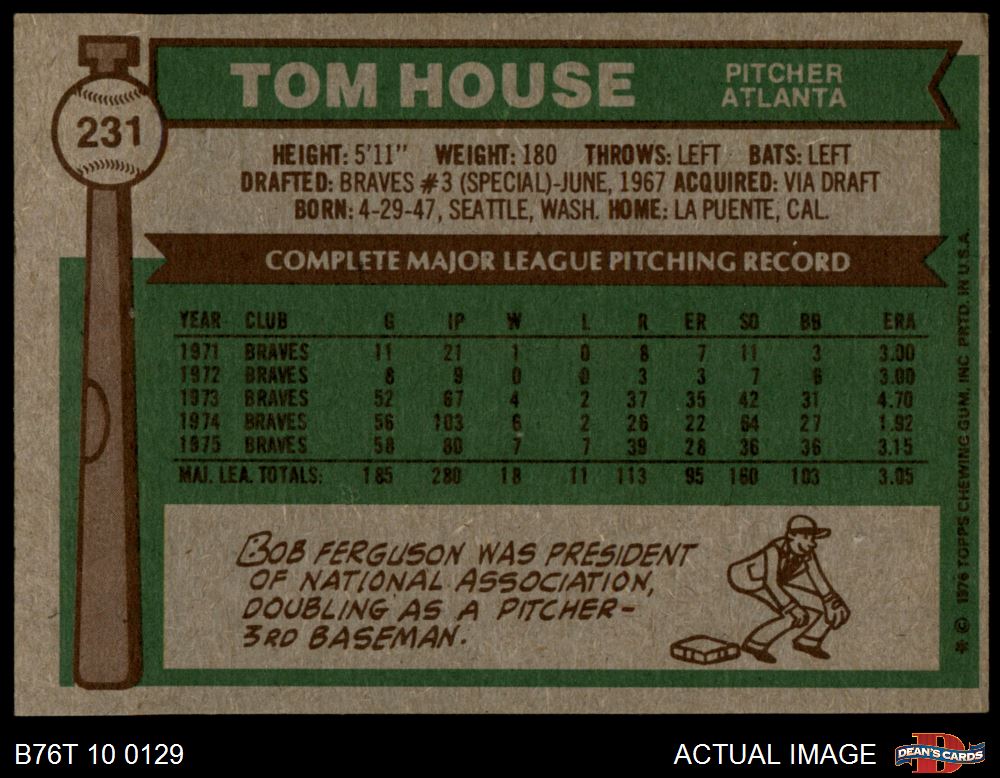 231
TOM HOUSE
PITCHER
ATLANTA
HEIGHT: 5'11" WEIGHT: 180 THROWS: LEFT BATS: LEFT
DRAFTED: BRAVES #3 (SPECIAL)-JUNE, 1967 ACQUIRED: VIA DRAFT
BORN: 4-29-47, SEATTLE, WASH. HOME: LA PUENTE, CAL.
COMPLETE MAJOR LEAGUE PITCHING RECORD
YEAR CLUB G IP W L R ER SO BB ERA
1971 BRAVES 11 21 1 0 8 7 11 3 3.00
1972 BRAVES 8 9 0 0 3 3 7 6 3.00
1973 BRAVES 52 67 4 2 37 35 42 31 4.70
1974 BRAVES 56 103 6 2 26 22 64 27 1.92
1975 BRAVES 58 80 7 7 39 28 36 36 3.15
MAJ. LEA. TOTALS: 185 280 18 11 113 95 160 103 3.05
BOB FERGUSON WAS PRESIDENT
OF NATIONAL ASSOCIATION,
DOUBLING AS A PITCHER-
3RD BASEMAN.
* © 1976 TOPPS CHEWING GUM, INC PRTD. IN U.S.A.
B76T 10 0129
ACTUAL IMAGE
DEAN'S CARDS